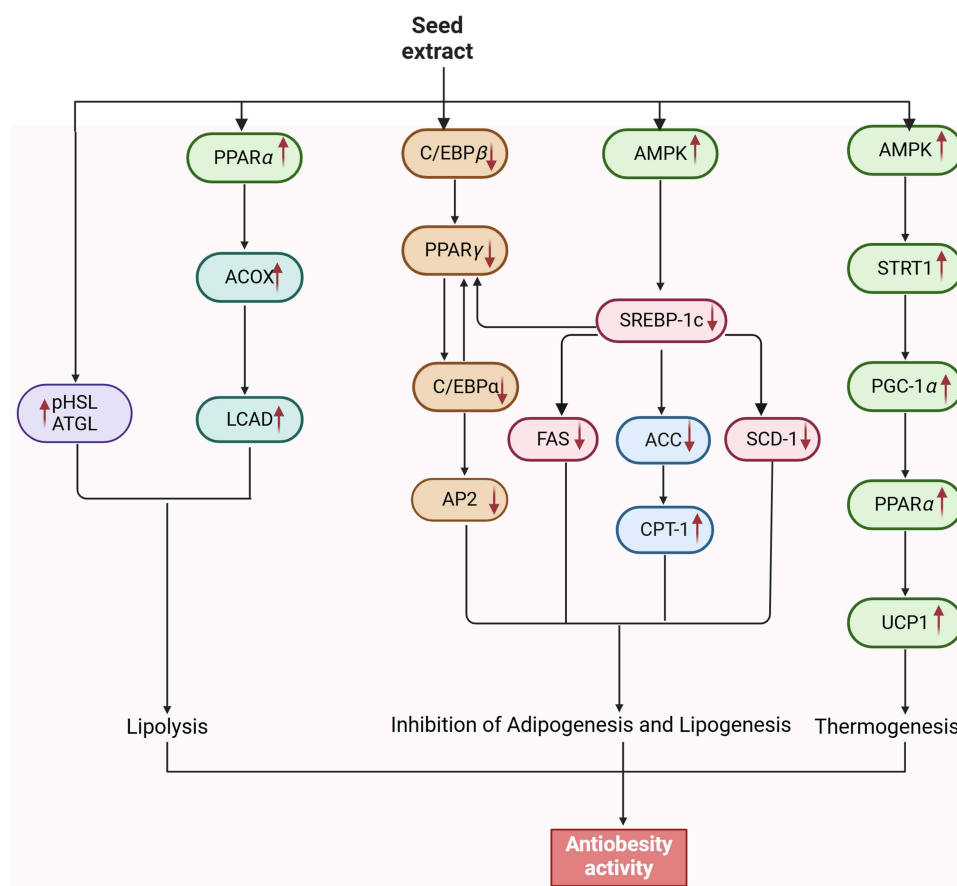 Seed
extract
PPARα
C/EBPβ
AMPK
AMPK
PPARγ
ACOX
STRT1
SREBP-1c
C/EBPα
PGC-1α
pHSL
ATGL
LCAD
FAS
ACC
SCD-1
AP2
CPT-1
PPARα
UCP1
Lipolysis
Inhibition of Adipogenesis and Lipogenesis
Thermogenesis
Antiobesity
activity